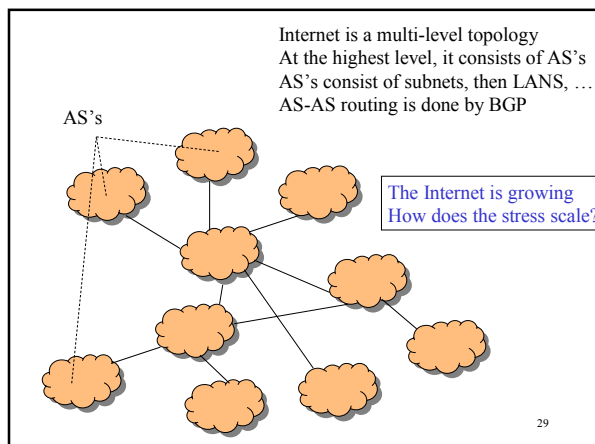 Internet is a multi-level topology
At the highest level, it consists of AS’s
AS’s consist of subnets, then LANS, …
AS-AS routing is done by BGP
AS’s
The Internet is growing
How does the stress scale?
29